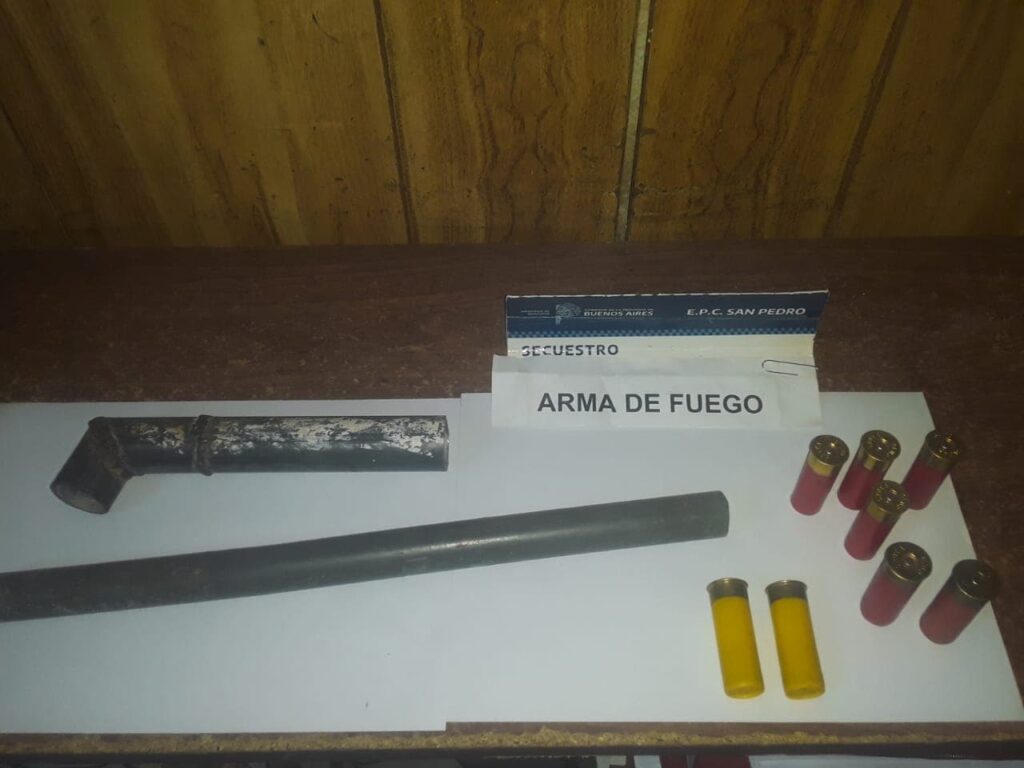 BUENOS AIRES
E.P.C. SAN PEDRO
SECUESTRO
ARMA DE FUEGO